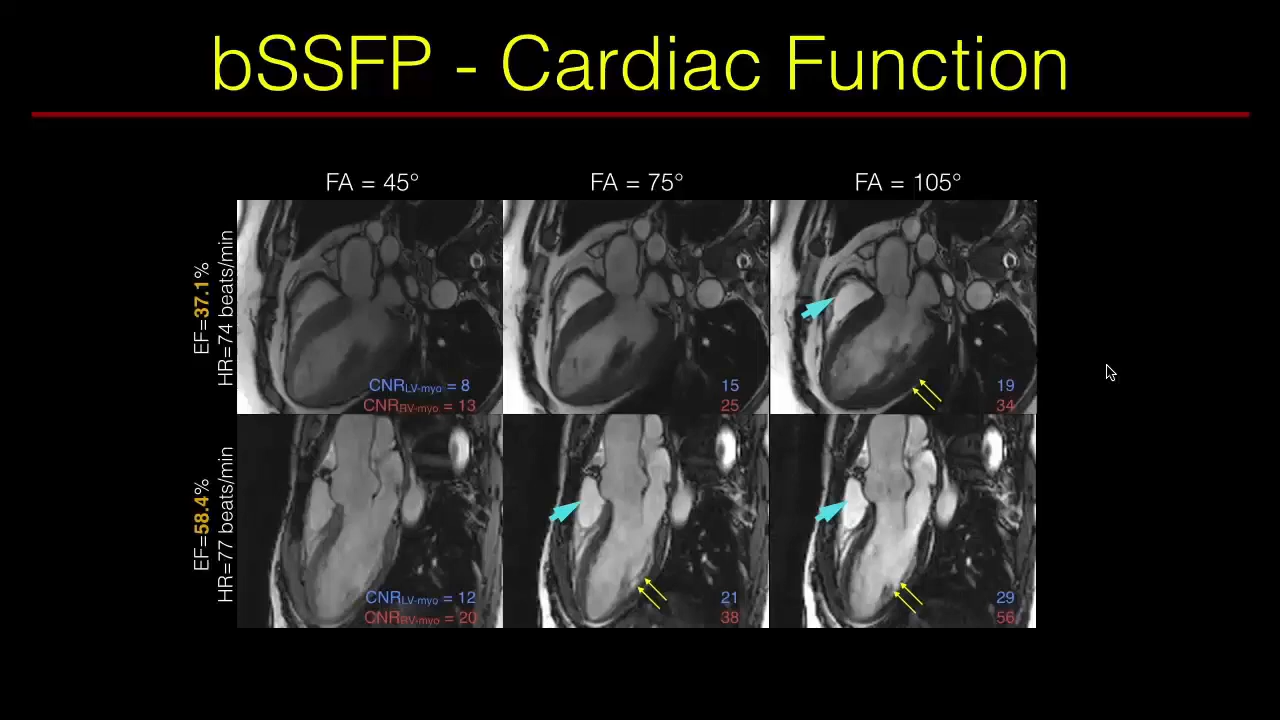 bSSFP - Cardiac Function
FA = 45°
FA = 75°
FA = 105°
EF=37.1%
HR=74 beats/min
CNRLV-myo = 8
CNRRV-myo = 13
15
25
19
34
EF=58.4%
HR=77 beats/min
CNRLV-myo = 12
CNRRV-myo = 20
21
38
29
56